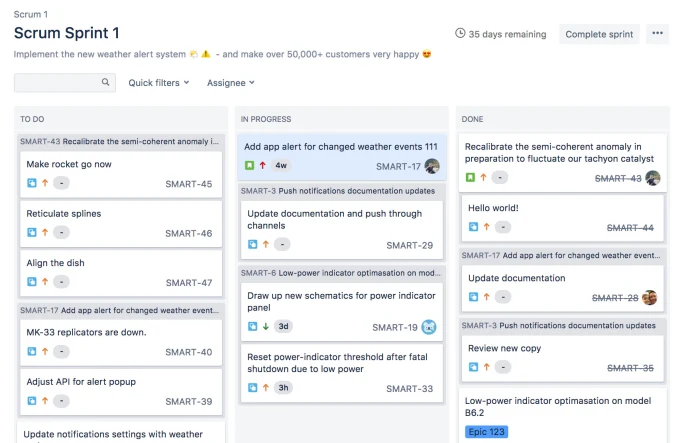 Scrum 1
Scrum Sprint 1
35 days remaining
Complete sprint
Implement the new weather alert system 🌤️ ⚠️ - and make over 50,000+ customers very happy 😍
Quick filters
Assignee
TO DO
SMART-43 Recalibrate the semi-coherent anomaly i...
Make rocket go now
-
SMART-45
Reticulate splines
-
SMART-46
Align the dish
-
SMART-47
SMART-17 Add app alert for changed weather event...
MK-33 replicators are down.
-
SMART-40
Adjust API for alert popup
-
SMART-39
Update notifications settings with weather
IN PROGRESS
Add app alert for changed weather events 111
4w
SMART-17
SMART-3 Push notifications documentation updates
Update documentation and push through
channels
-
SMART-29
SMART-6 Low-power indicator optimasation on mod...
Draw up new schematics for power indicator
panel
3d
SMART-19
Reset power-indicator threshold after fatal
shutdown due to low power
3h
SMART-33
DONE
Recalibrate the semi-coherent anomaly in
preparation to fluctuate our tachyon catalyst
-
SMART-43
Hello world!
-
SMART-44
SMART-17 Add app alert for changed weather event...
Update documentation
-
SMART-28
SMART-3 Push notifications documentation updates
Review new copy
-
SMART-35
Low-power indicator optimasation on model
B6.2
Epic 123